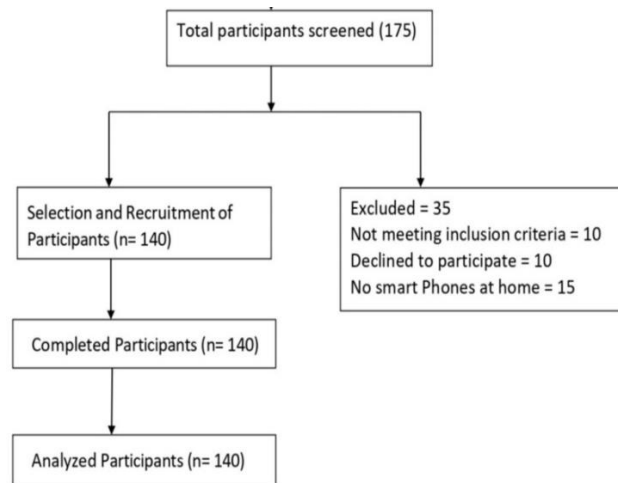 Total participants screened (175)
Selection and Recruitment of
Participants (n= 140)
Excluded = 35
Not meeting inclusion criteria = 10
Declined to participate = 10
No smart Phones at home = 15
Completed Participants (n= 140)
Analyzed Participants (n= 140)